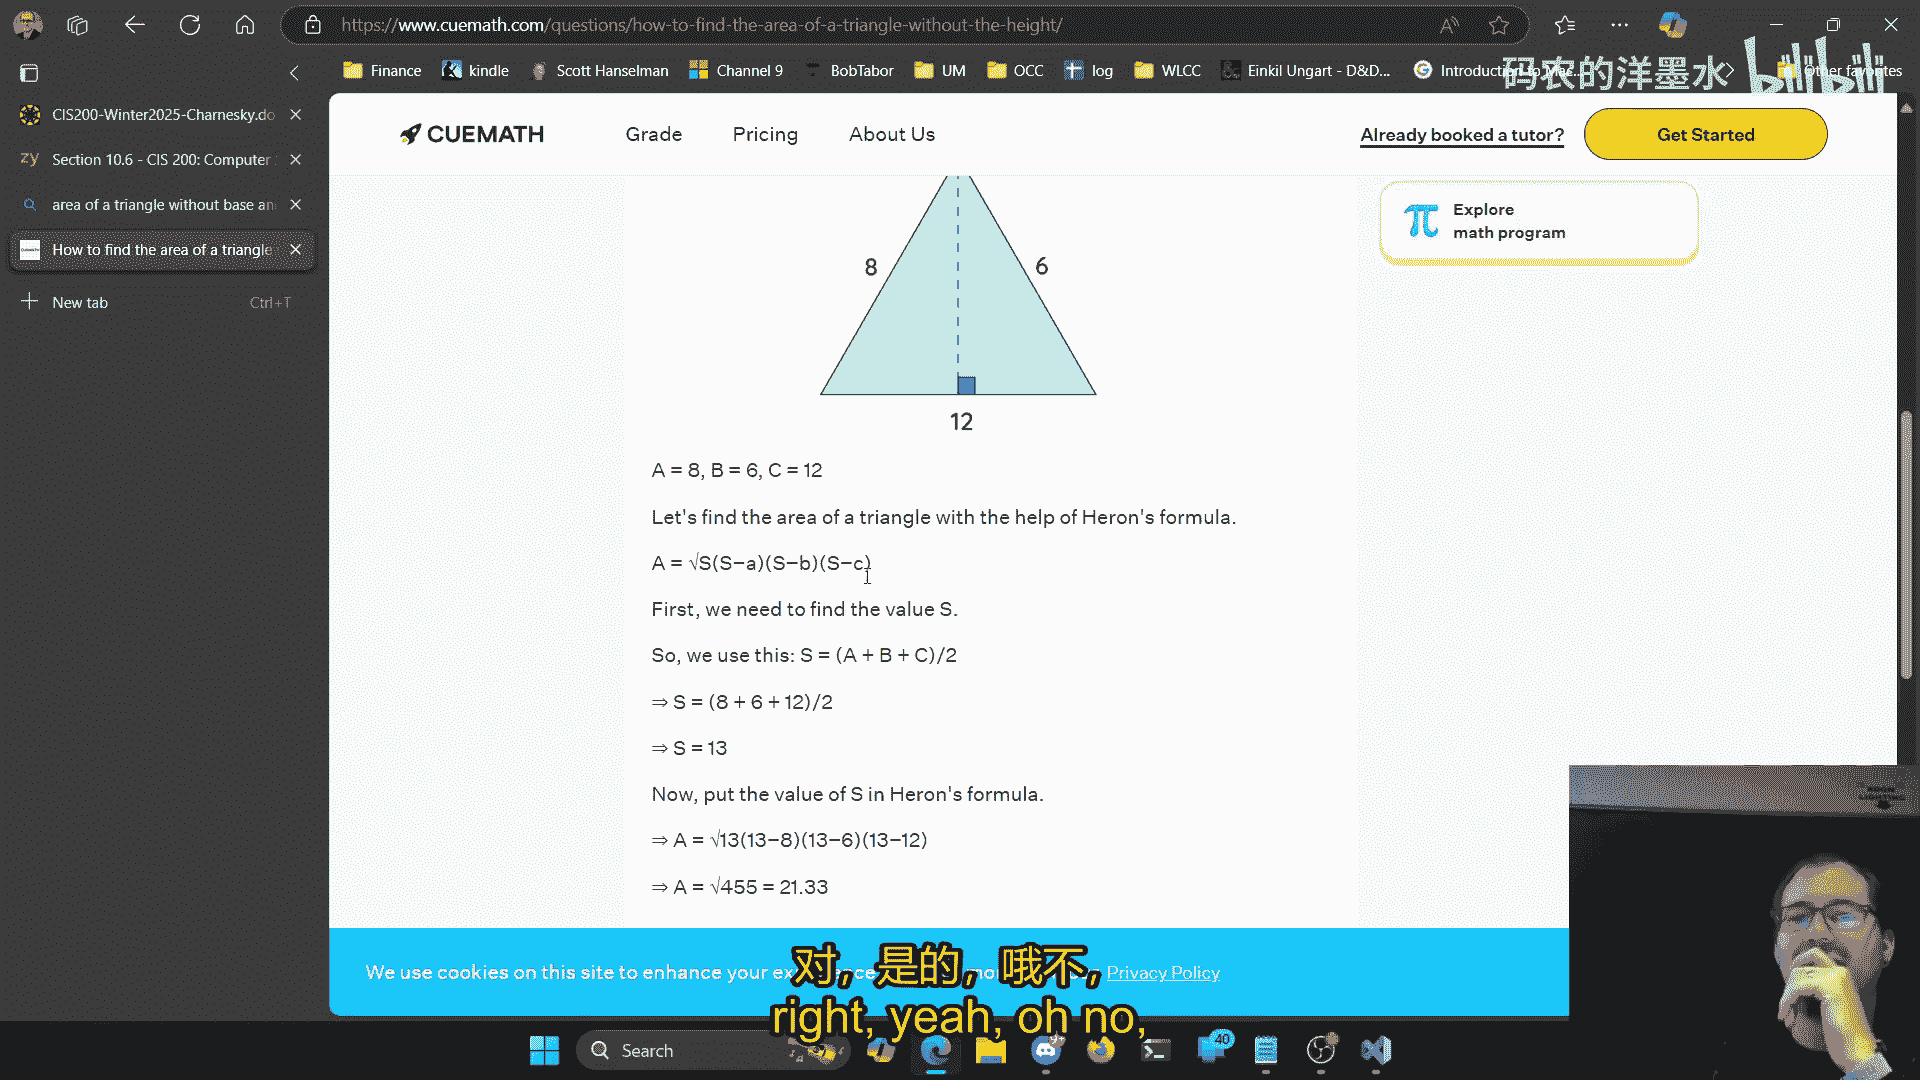 https://www.cuemath.com/questions/how-to-find-the-area-of-a-triangle-without-the-height/
Finance
kindle
Scott Hanselman
Channel 9
BobTabor
UM
OCC
log
WLCC
Einkil Ungart - D&D...
Other favorites
码农的洋墨水
bilibili
CIS200-Winter2025-Charnesky.do
Section 10.6 - CIS 200: Computer
area of a triangle without base an
How to find the area of a triangle
New tab Ctrl+T
CUEMATH
Grade
Pricing
About Us
Already booked a tutor?
Get Started
Explore
math program
8
6
12
A = 8, B = 6, C = 12
Let's find the area of a triangle with the help of Heron's formula.
A = √S(S−a)(S−b)(S−c)
First, we need to find the value S.
So, we use this: S = (A + B + C)/2
⇒ S = (8 + 6 + 12)/2
⇒ S = 13
Now, put the value of S in Heron's formula.
⇒ A = √13(13−8)(13−6)(13−12)
⇒ A = √455 = 21.33
We use cookies on this site to enhance your Privacy Policy
对，是的，哦不，
right, yeah, oh no,
Search
40